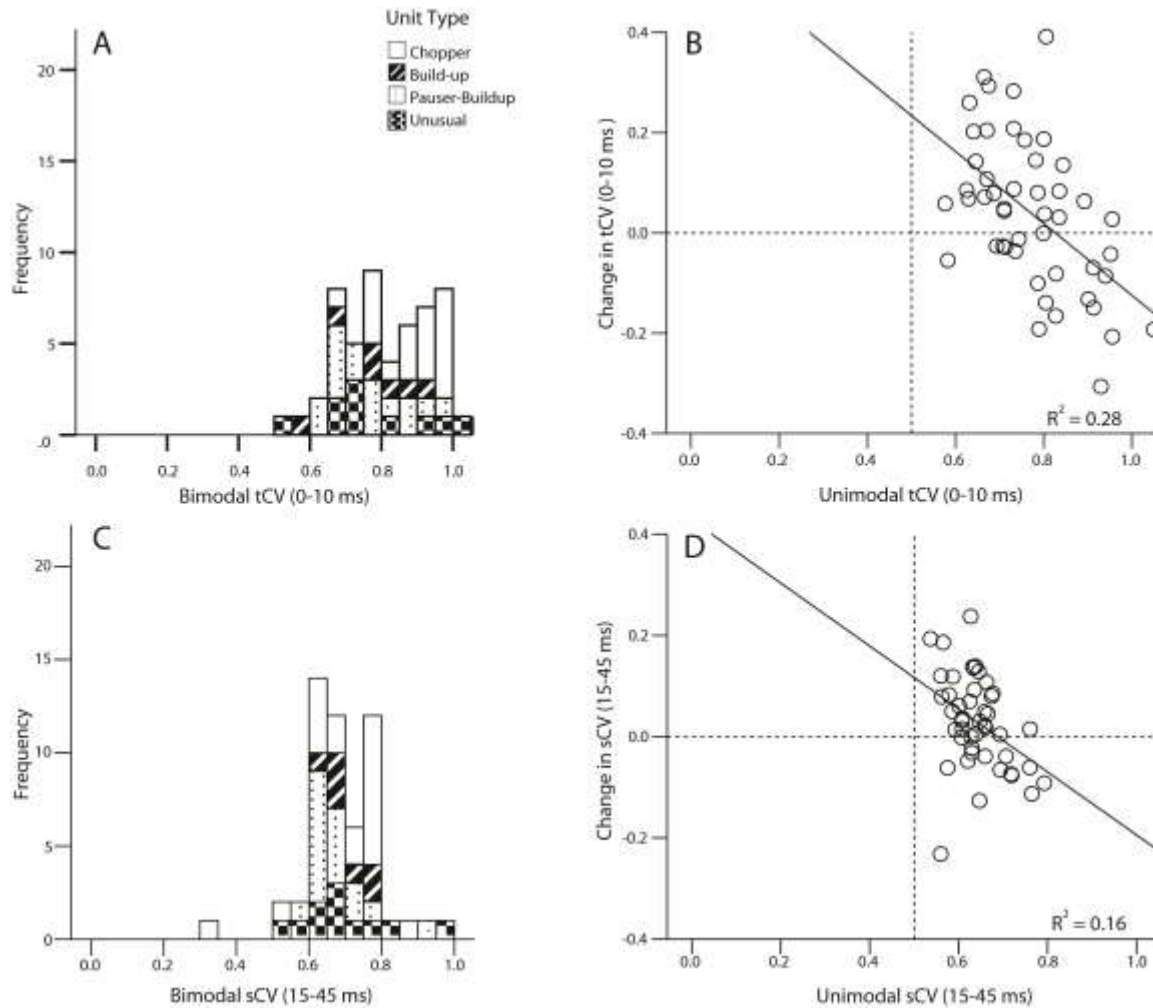 A
Unit Type
Chopper
Build-up
Pauser-Buildup
Unusual
20
15
10
5
.0
Frequency
0.0 0.2 0.4 0.6 0.8 1.0
Bimodal tCV (0-10 ms)
B
0.4
0.2
0.0
-0.2
-0.4
Change in tCV (0-10 ms )
R² = 0.28
0.0 0.2 0.4 0.6 0.8 1.0
Unimodal tCV (0-10 ms)
C
20
15
10
5
0
Frequency
0.0 0.2 0.4 0.6 0.8 1.0
Bimodal sCV (15-45 ms)
D
0.4
0.2
0.0
-0.2
-0.4
Change in sCV (15-45 ms)
R² = 0.16
0.0 0.2 0.4 0.6 0.8 1.0
Unimodal sCV (15-45 ms)